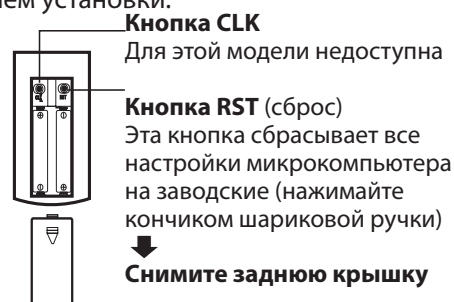 ем установки.
Кнопка CLK
Для этой модели недоступна
Кнопка RST (сброс)
Эта кнопка сбрасывает все
настройки микрокомпьютера
на заводские (нажимайте
кончиком шариковой ручки)
Снимите заднюю крышку